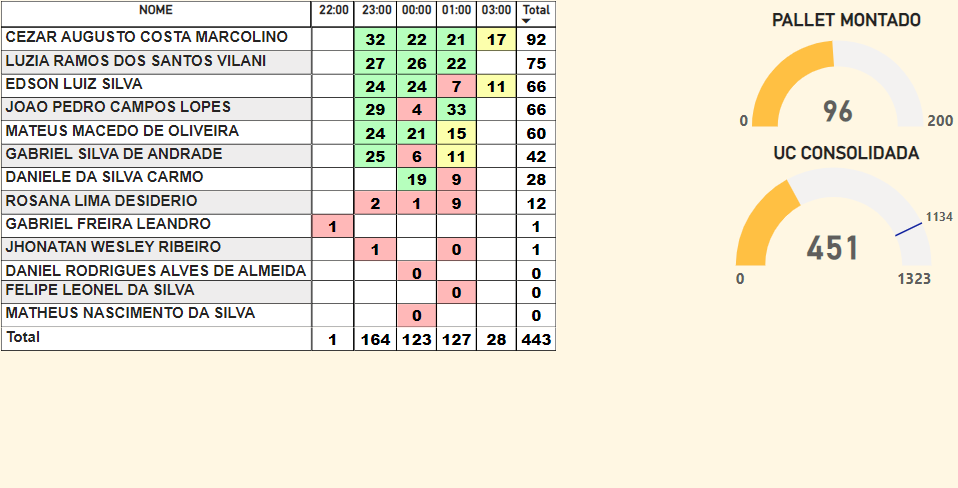 NOME 22:00 23:00 00:00 01:00 03:00 Total
CEZAR AUGUSTO COSTA MARCOLINO 32 22 21 17 92
LUZIA RAMOS DOS SANTOS VILANI 27 26 22 75
EDSON LUIZ SILVA 24 24 7 11 66
JOAO PEDRO CAMPOS LOPES 29 4 33 66
MATEUS MACEDO DE OLIVEIRA 24 21 15 60
GABRIEL SILVA DE ANDRADE 25 6 11 42
DANIELE DA SILVA CARMO 19 9 28
ROSANA LIMA DESIDERIO 2 1 9 12
GABRIEL FREIRA LEANDRO 1 1
JHONATAN WESLEY RIBEIRO 1 0 1
DANIEL RODRIGUES ALVES DE ALMEIDA 0 0
FELIPE LEONEL DA SILVA 0 0
MATHEUS NASCIMENTO DA SILVA 0 0
Total 1 164 123 127 28 443
PALLET MONTADO
96
0 200
UC CONSOLIDADA
1134
451
0 1323